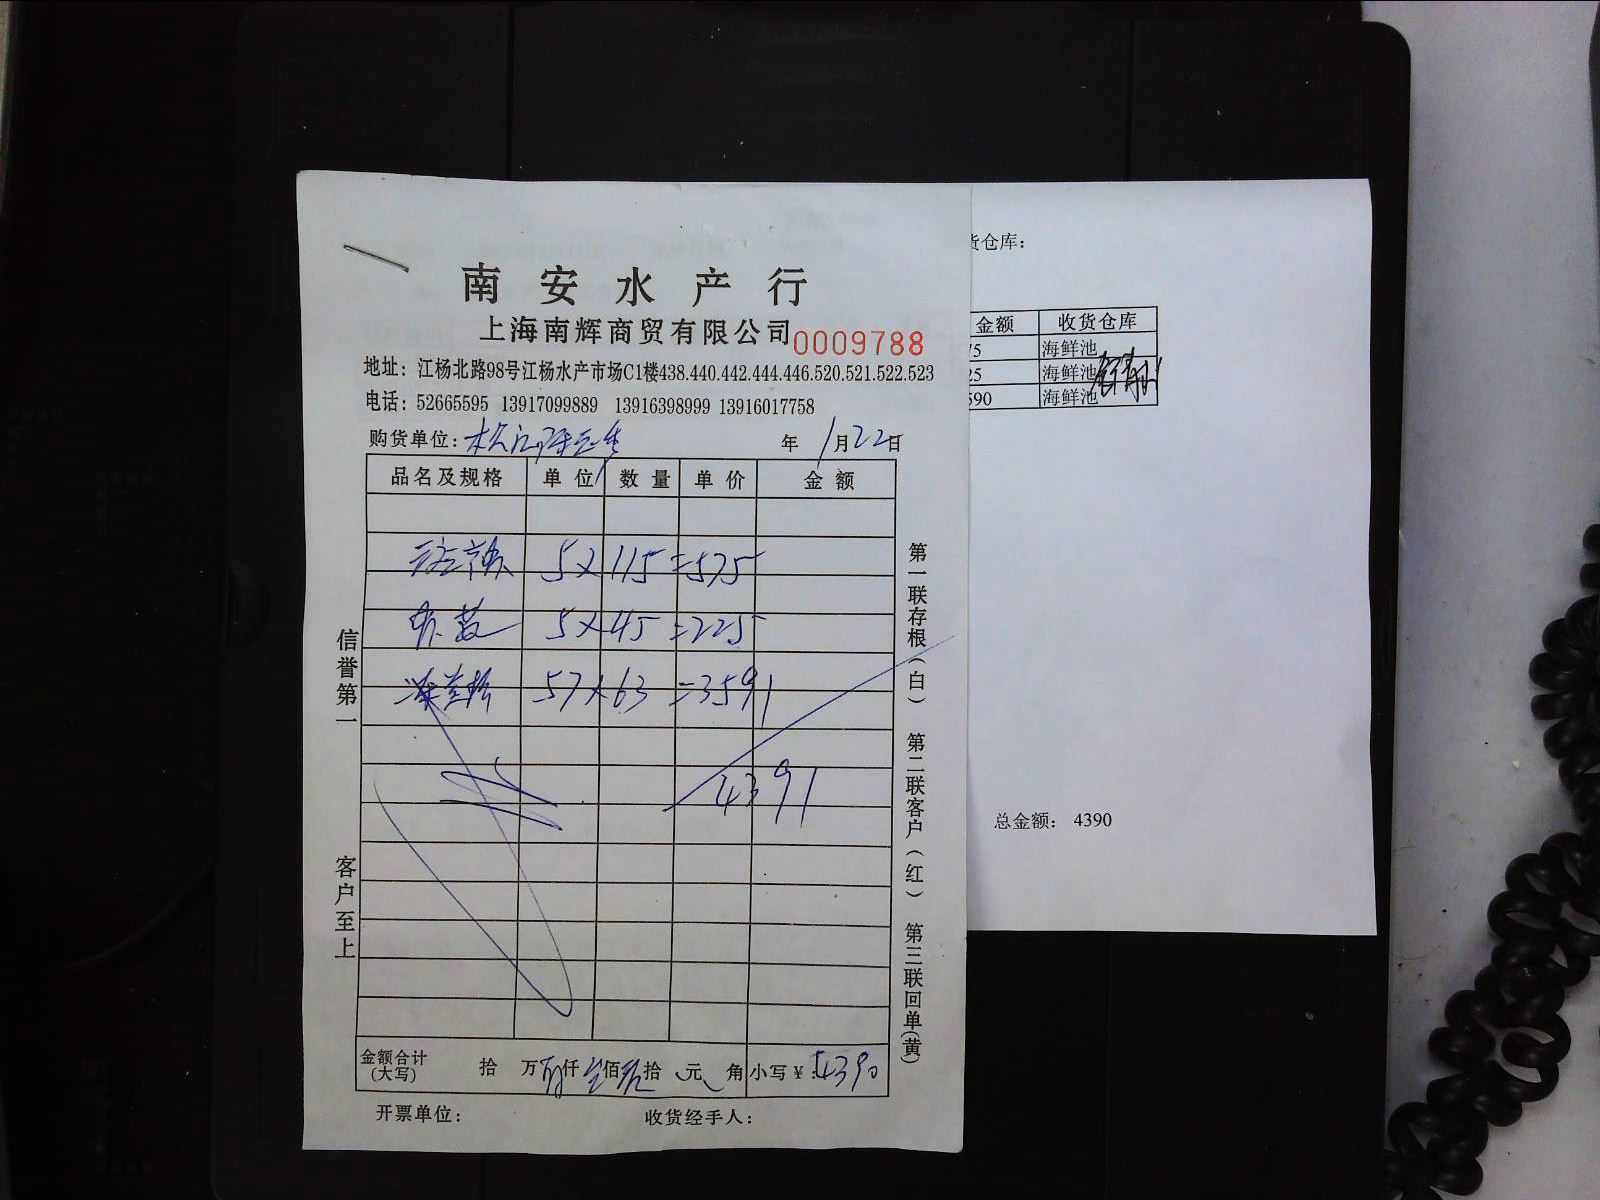 南安水产行
上海南辉商贸有限公司 0009788
地址：江杨北路98号江杨水产市场C1楼438.440.442.444.446.520.521.522.523
电话：52665595 13917099889 13916398999 13916017758
购货单位： 年 1月22日
品名及规格 单位 数量 单价 金额
5×115=575
5×45=225
57×63=3591
4391
金额合计(大写) 拾 万 仟 佰 拾 元 角 小写￥：4390
开票单位： 收货经手人：
信誉第一 客户至上
第一联存根(白) 第二联客户(红) 第三联回单(黄)
货仓库：
金额 收货仓库
75 海鲜池
25 海鲜池
590 海鲜池
总金额： 4390